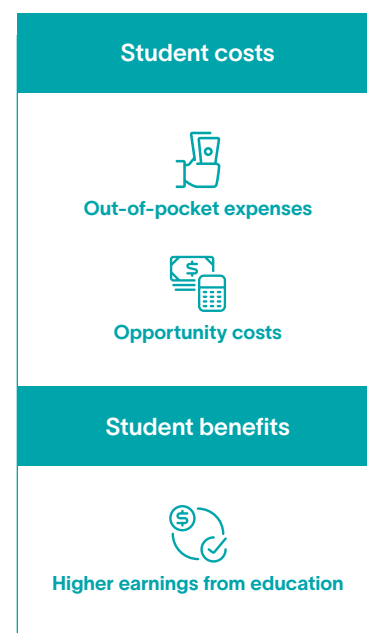 Student costs
Out-of-pocket expenses
Opportunity costs
Student benefits
Higher earnings from education